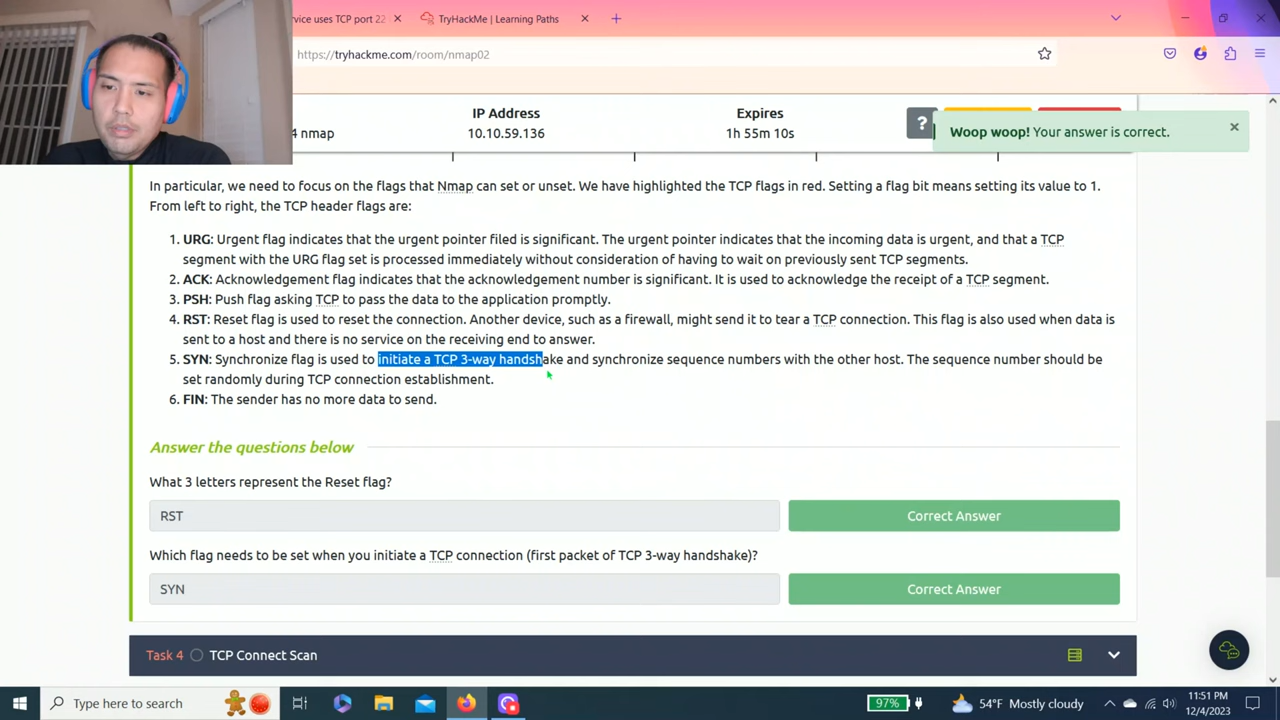 rvice uses TCP port 22
TryHackMe | Learning Paths
https://tryhackme.com/room/nmap02
IP Address
Expires
4 nmap
10.10.59.136
1h 55m 10s
?
Woop woop! Your answer is correct.
In particular, we need to focus on the flags that Nmap can set or unset. We have highlighted the TCP flags in red. Setting a flag bit means setting its value to 1.
From left to right, the TCP header flags are:
1. URG: Urgent flag indicates that the urgent pointer filed is significant. The urgent pointer indicates that the incoming data is urgent, and that a TCP
segment with the URG flag set is processed immediately without consideration of having to wait on previously sent TCP segments.
2. ACK: Acknowledgement flag indicates that the acknowledgement number is significant. It is used to acknowledge the receipt of a TCP segment.
3. PSH: Push flag asking TCP to pass the data to the application promptly.
4. RST: Reset flag is used to reset the connection. Another device, such as a firewall, might send it to tear a TCP connection. This flag is also used when data is
sent to a host and there is no service on the receiving end to answer.
5. SYN: Synchronize flag is used to initiate a TCP 3-way handshake and synchronize sequence numbers with the other host. The sequence number should be
set randomly during TCP connection establishment.
6. FIN: The sender has no more data to send.
Answer the questions below
What 3 letters represent the Reset flag?
RST
Correct Answer
Which flag needs to be set when you initiate a TCP connection (first packet of TCP 3-way handshake)?
SYN
Correct Answer
Task 4
TCP Connect Scan
Type here to search
97%
54°F Mostly cloudy
11:51 PM
12/4/2023